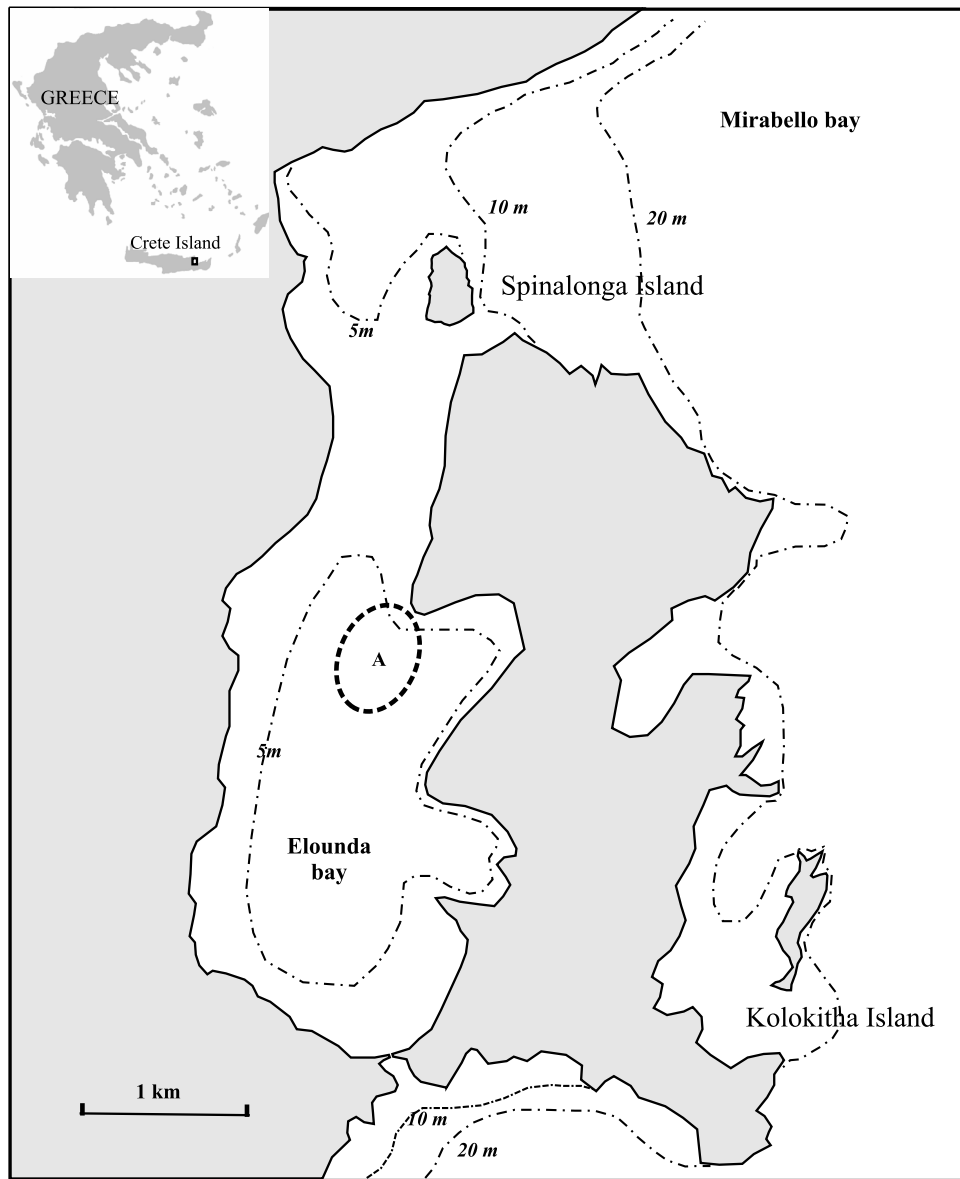 GREECE
Mirabello bay
10 m
20 m
Crete Island
Spinalonga Island
5m
A
5m
Elounda
bay
Kolokitha Island
1 km
10 m
20 m